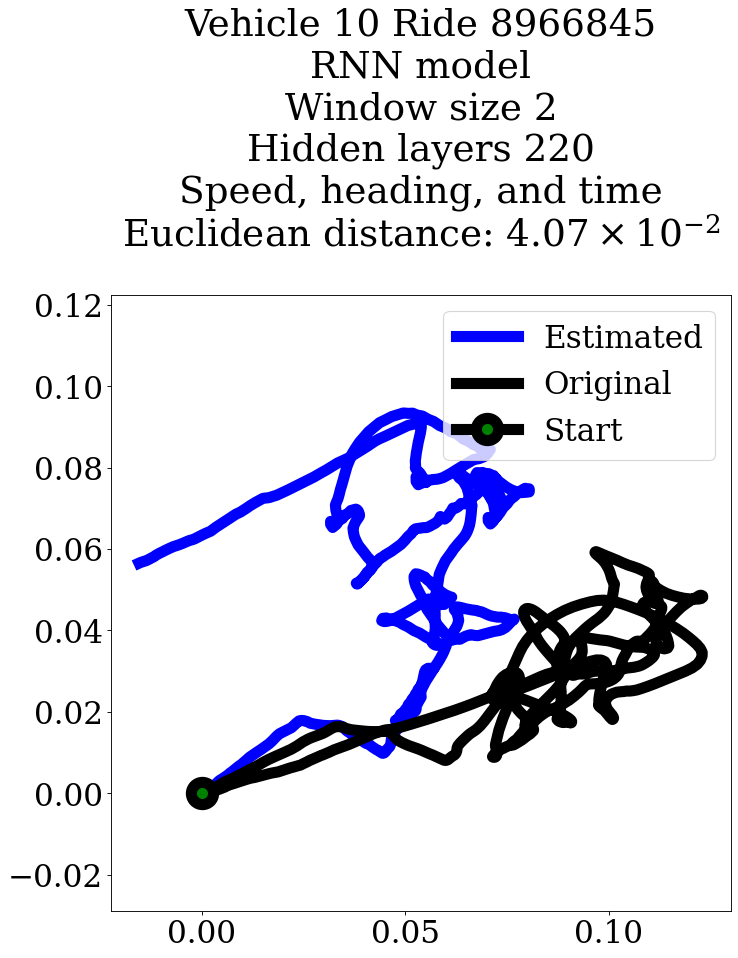 Vehicle 10 Ride 8966845
RNN model
Window size 2
Hidden layers 220
Speed, heading, and time
Euclidean distance: 4.07 × 10⁻²
0.12
0.10
0.08
0.06
0.04
0.02
0.00
−0.02
Estimated
Original
Start
0.00 0.05 0.10